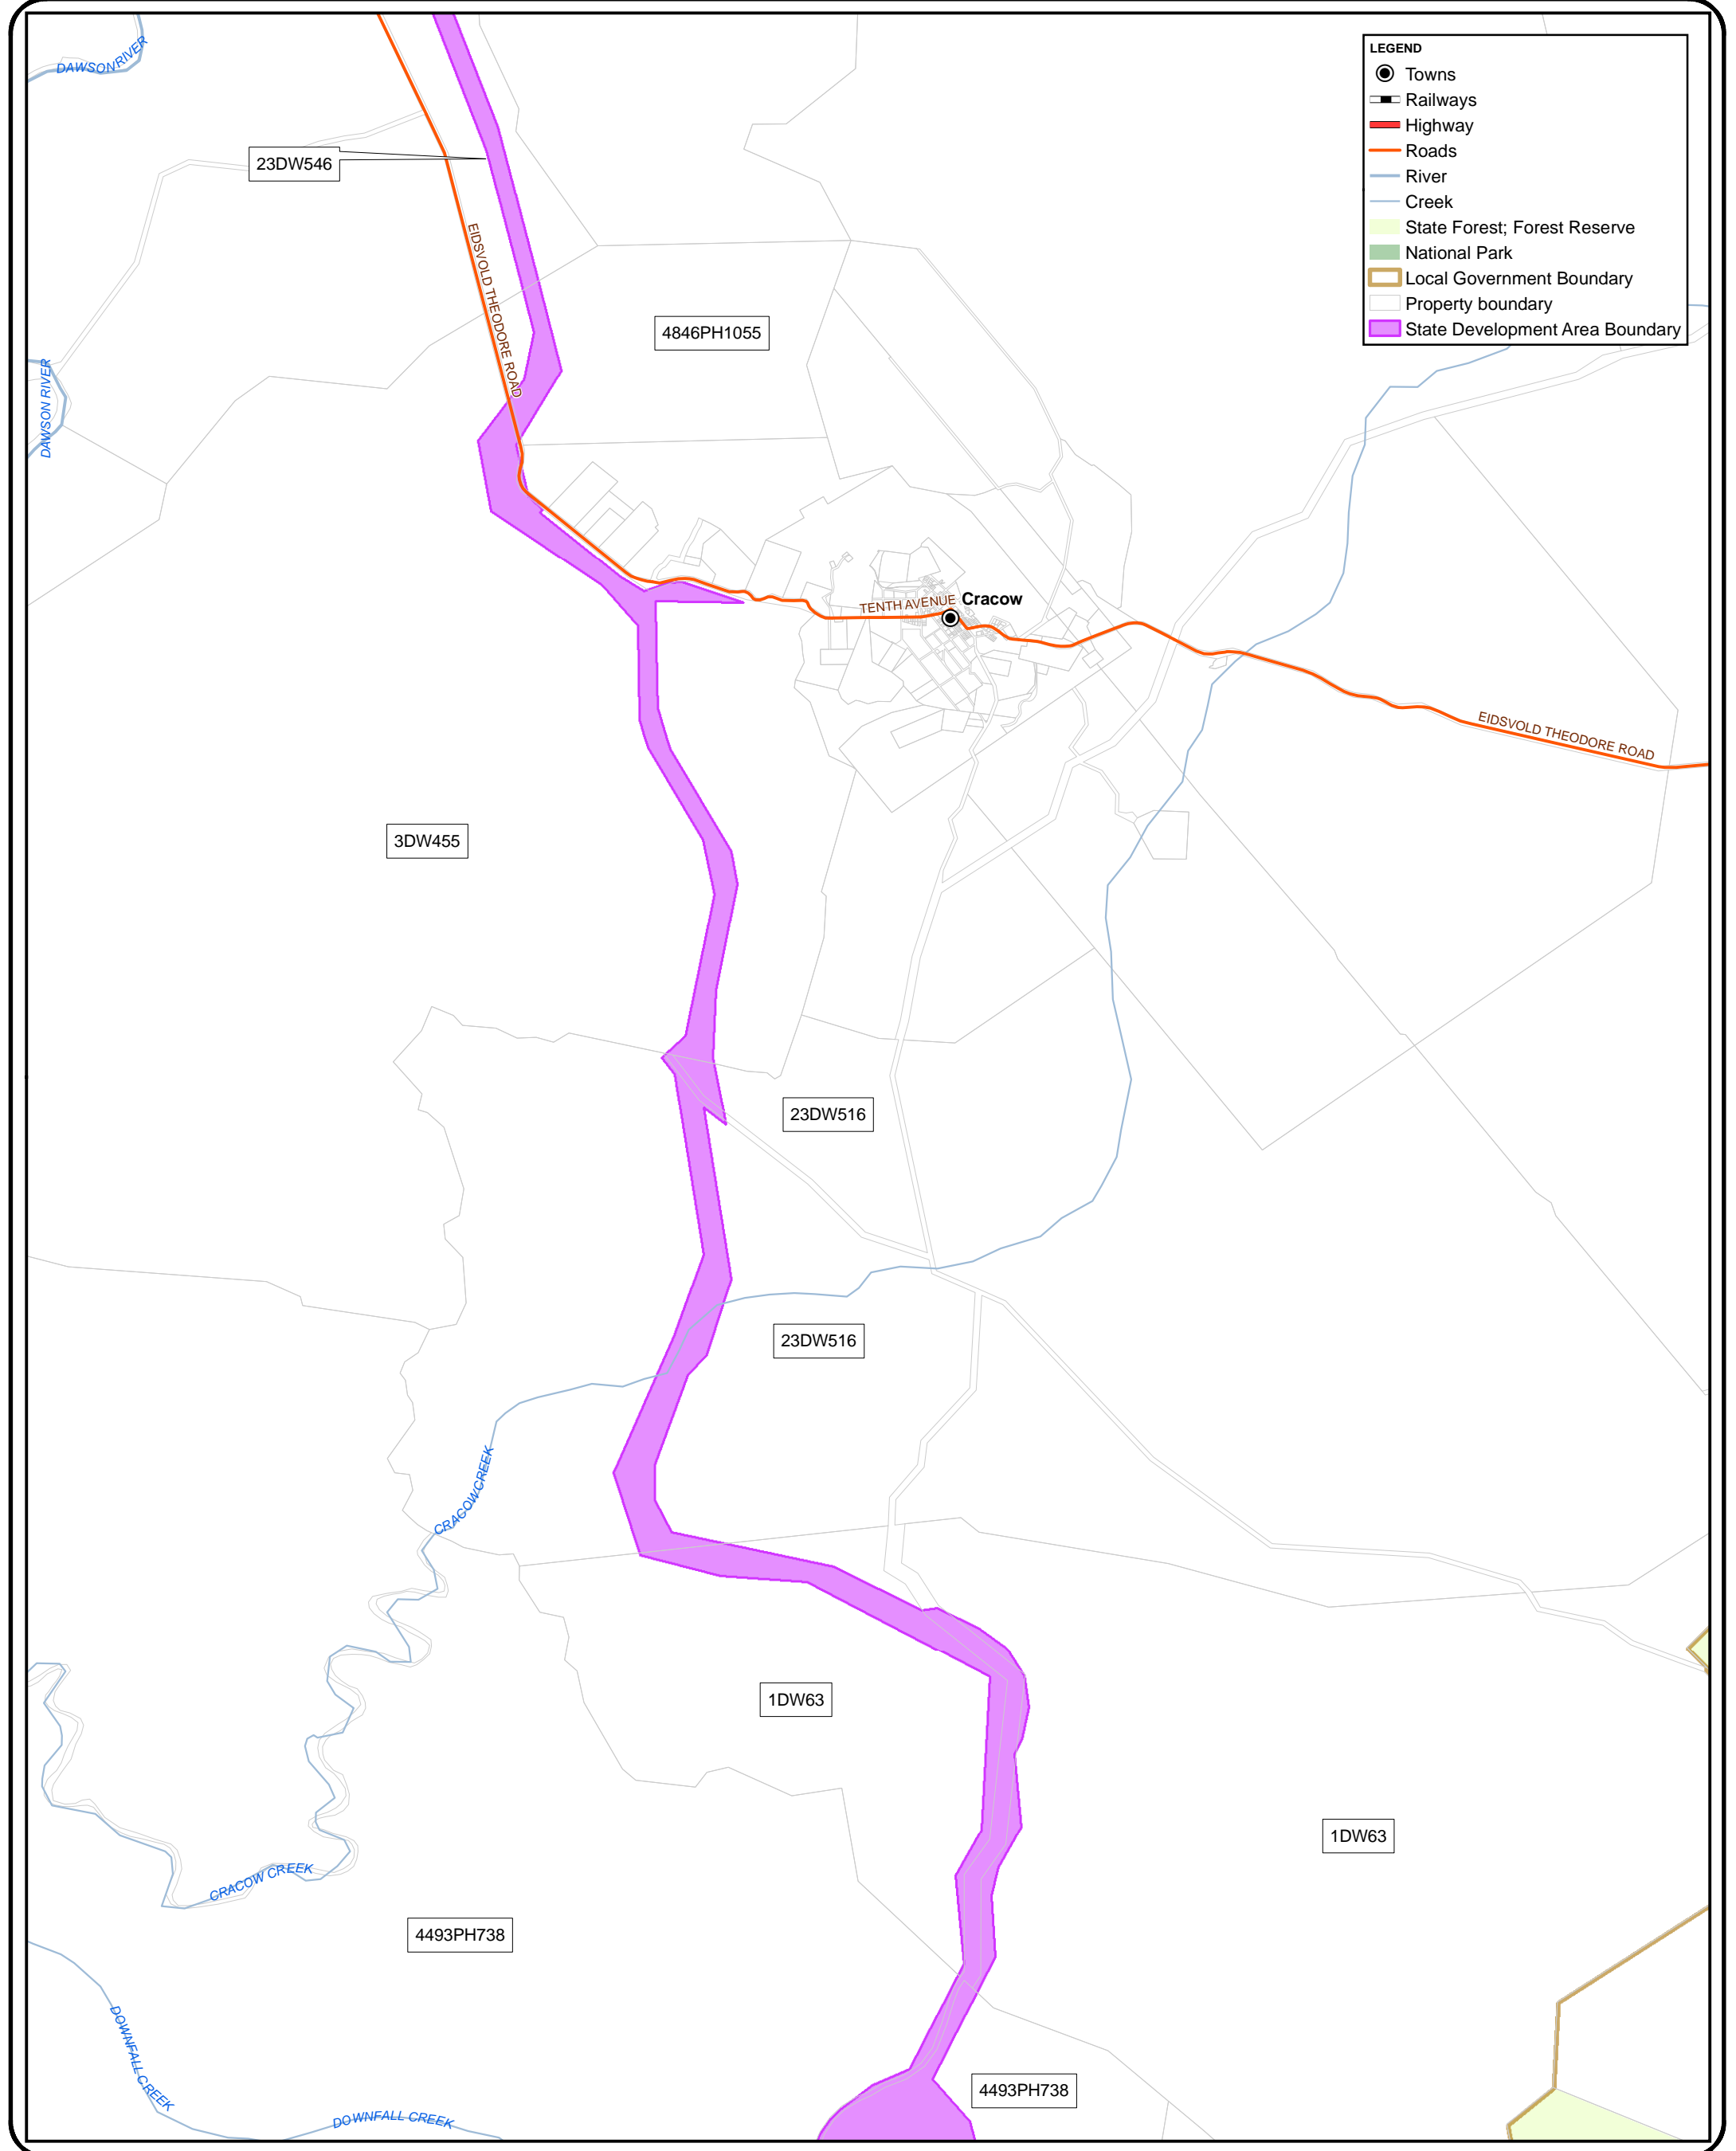 DAWSON RIVER
LEGEND
Towns
Railways
Highway
Roads
River
Creek
State Forest; Forest Reserve
National Park
Local Government Boundary
Property boundary
State Development Area Boundary
23DW546
EIDSVOLD THEODORE ROAD
4846PH1055
DAWSON RIVER
TENTH AVENUE
Cracow
EIDSVOLD THEODORE ROAD
3DW455
23DW516
23DW516
CRAGOW CREEK
1DW63
1DW63
CRACOW CREEK
4493PH738
DOWNFALL CREEK
4493PH738
DOWNFALL CREEK